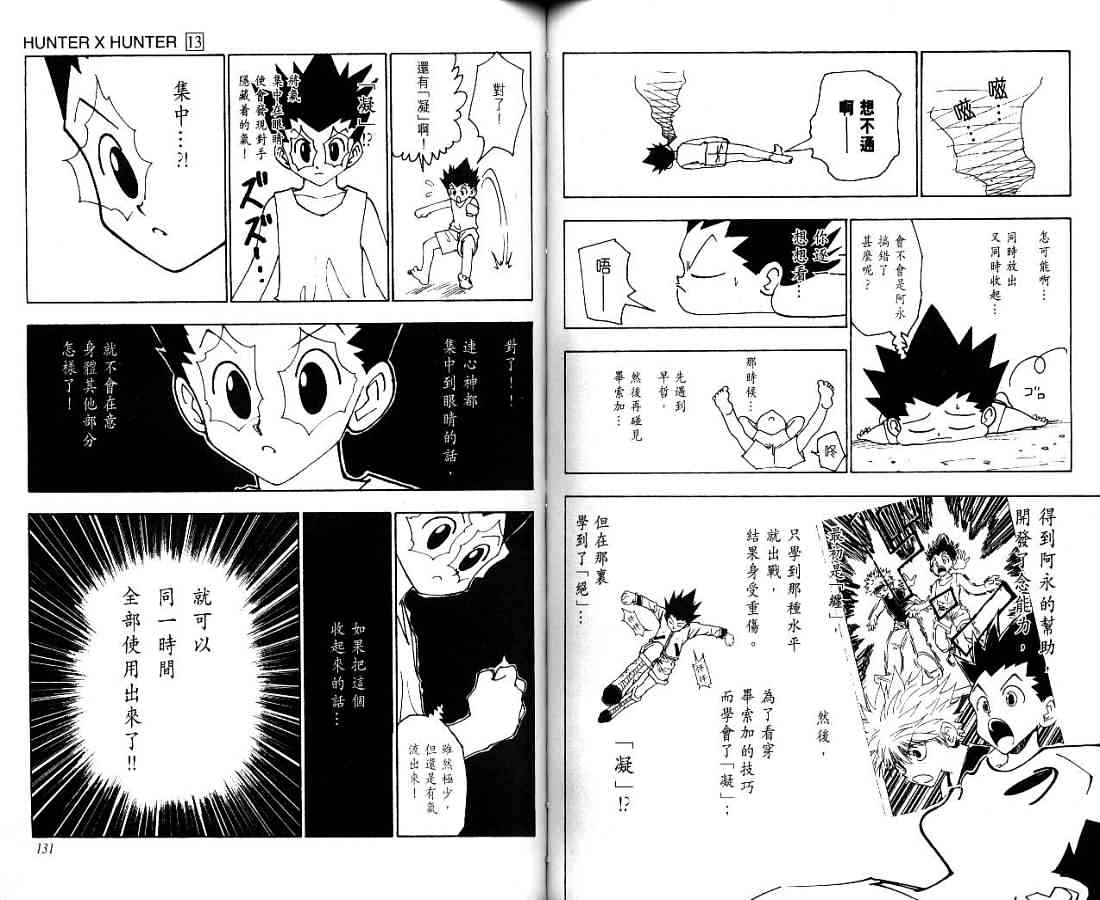 HUNTER X HUNTER 13
嗞…
嗞…
想不通
啊——
怎可能啊…
同時放出
又同時收起…
會不會是阿永
搞錯了
甚麼呢？
ゴロ
你逐
想想看…
唔——
那時候…
先遇到
早哲，
然後再碰見
畢索加…
咚
得到阿永的幫助，
開發了念能力。
最初是「纏」，
然後，
只學到那種水平
就出戰，
結果身受重傷。
為了看穿
畢索加的技巧
而學會了「凝」…
但在那裏
學到了「絕」…
「凝」!?
對了！
還有「凝」啊！
「凝」!?
將氣
集中在眼睛？
使會發現對手
隱藏着的氣！
ズズ…
集中…?!
對了!!
連心神都
集中到眼睛的話，
就不會在意
身體其他部分
怎樣了！
雖然極少，
但還是有氣
流出來！
如果把這個
收起來的話…
就可以
同一時間
全部使用出來了!!
131